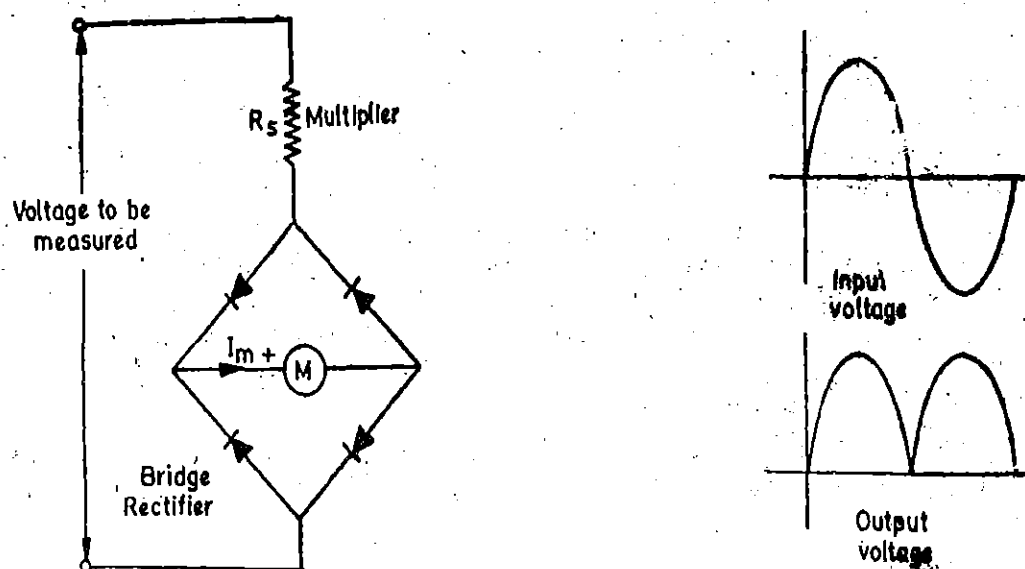 Rs Multiplier
Voltage to be
measured
Im +
M
Bridge
Rectifier
Input
voltage
Output
voltage